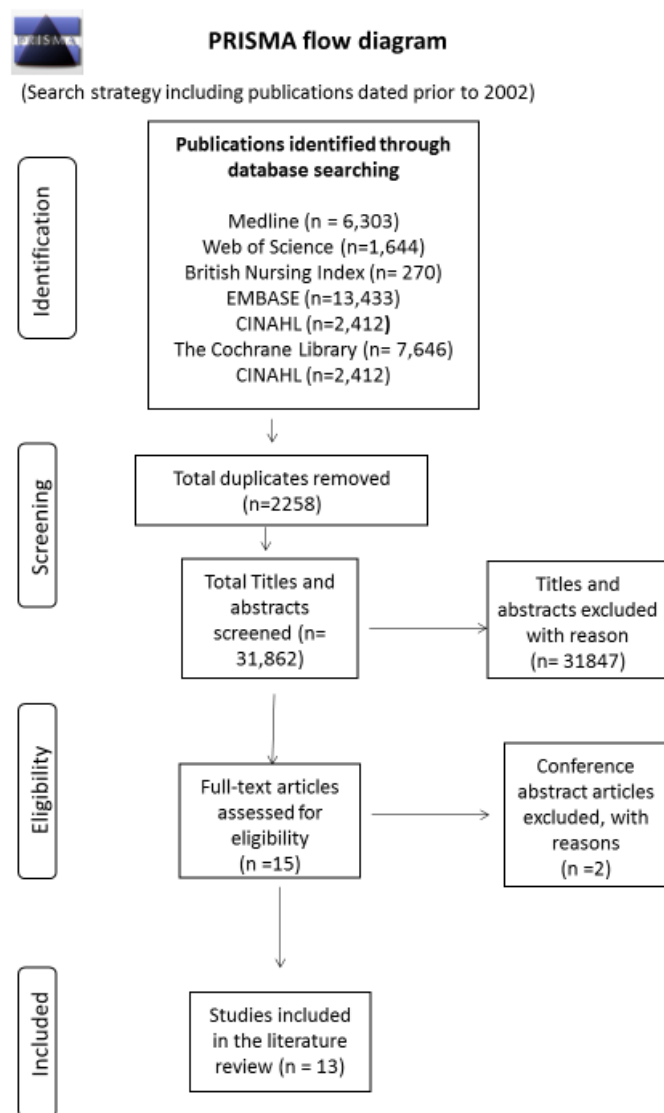 PRISMA
PRISMA flow diagram
(Search strategy including publications dated prior to 2002)
Identification
Publications identified through
database searching
Medline (n = 6,303)
Web of Science (n=1,644)
British Nursing Index (n= 270)
EMBASE (n=13,433)
CINAHL (n=2,412)
The Cochrane Library (n= 7,646)
CINAHL (n=2,412)
Screening
Total duplicates removed
(n=2258)
Total Titles and
abstracts
screened (n=
31,862)
Titles and
abstracts excluded
with reason
(n= 31847)
Eligibility
Full-text articles
assessed for
eligibility
(n =15)
Conference
abstract articles
excluded, with
reasons
(n =2)
Included
Studies included
in the literature
review (n = 13)